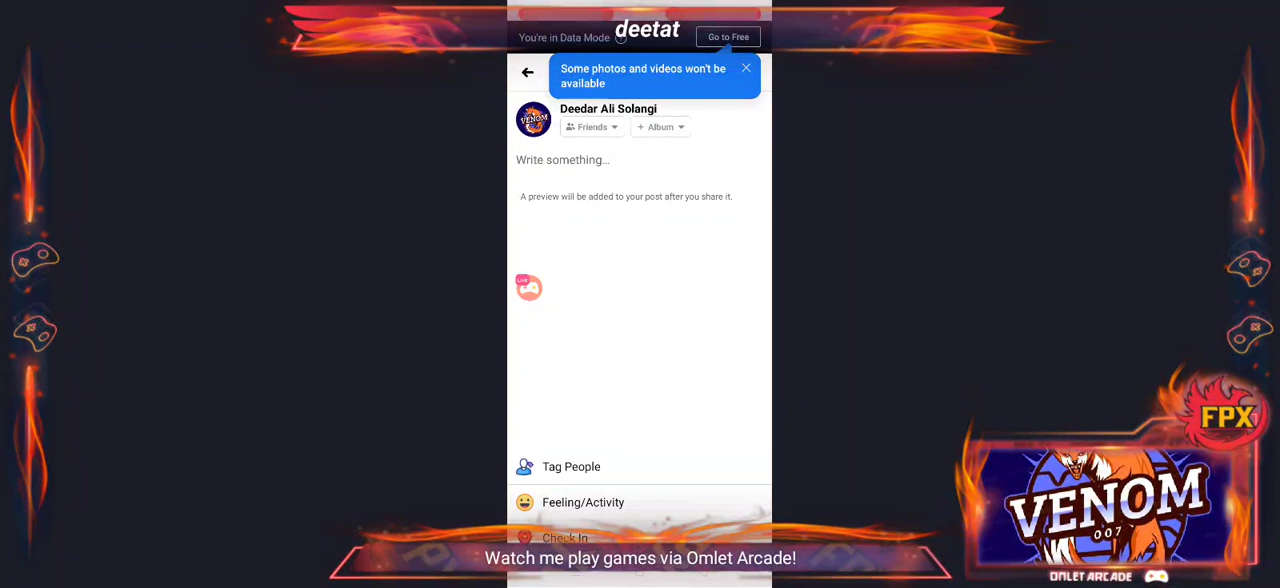 deetat
You're in Data Mode
Go to Free
Some photos and videos won't be
available
Deedar Ali Solangi
VENOM
Friends
+ Album
Write something...
A preview will be added to your post after you share it.
LIVE
Tag People
Feeling/Activity
Check In
Watch me play games via Omlet Arcade!
FPX
VENOM
007
OMLET ARCADE